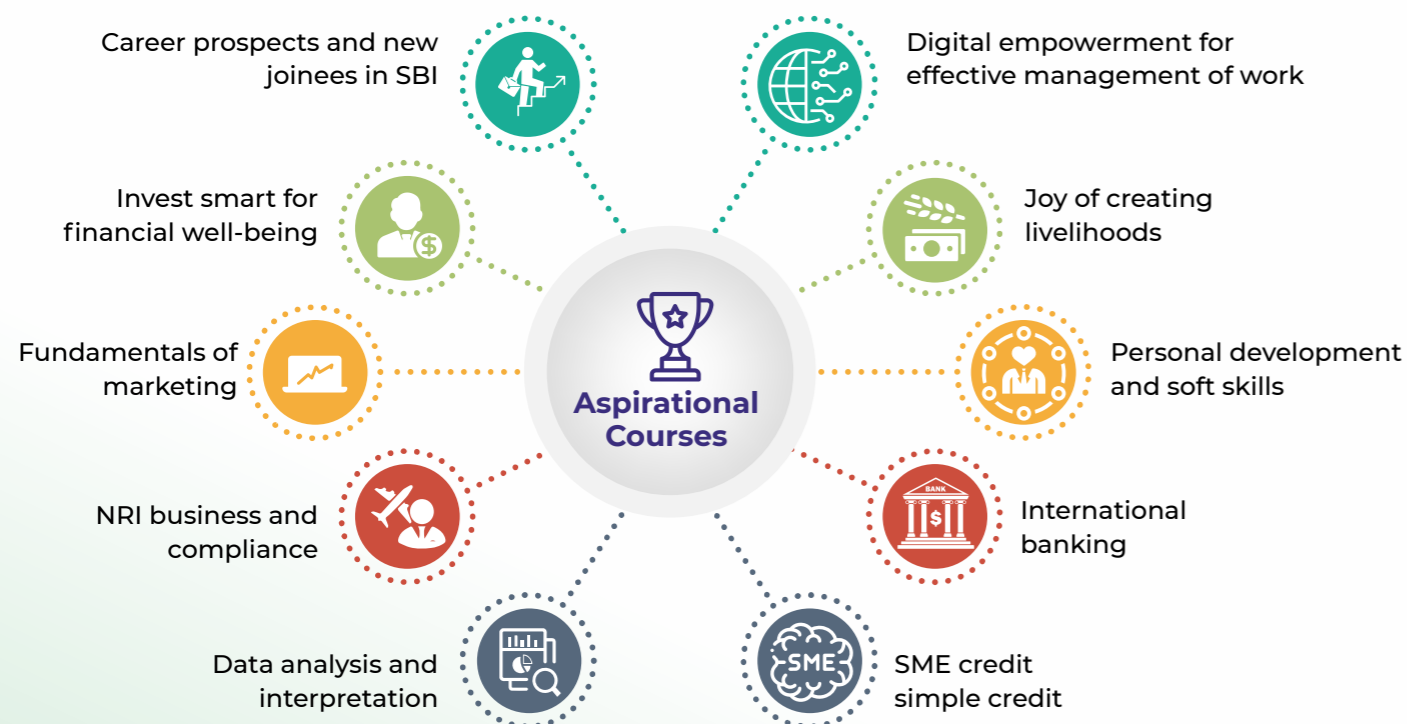 Career prospects and new
joinees in SBI
Digital empowerment for
effective management of work
Invest smart for
financial well-being
Joy of creating
livelihoods
Fundamentals of
marketing
Aspirational
Courses
Personal development
and soft skills
NRI business and
compliance
BANK
International
banking
Data analysis and
interpretation
SME
SME credit
simple credit